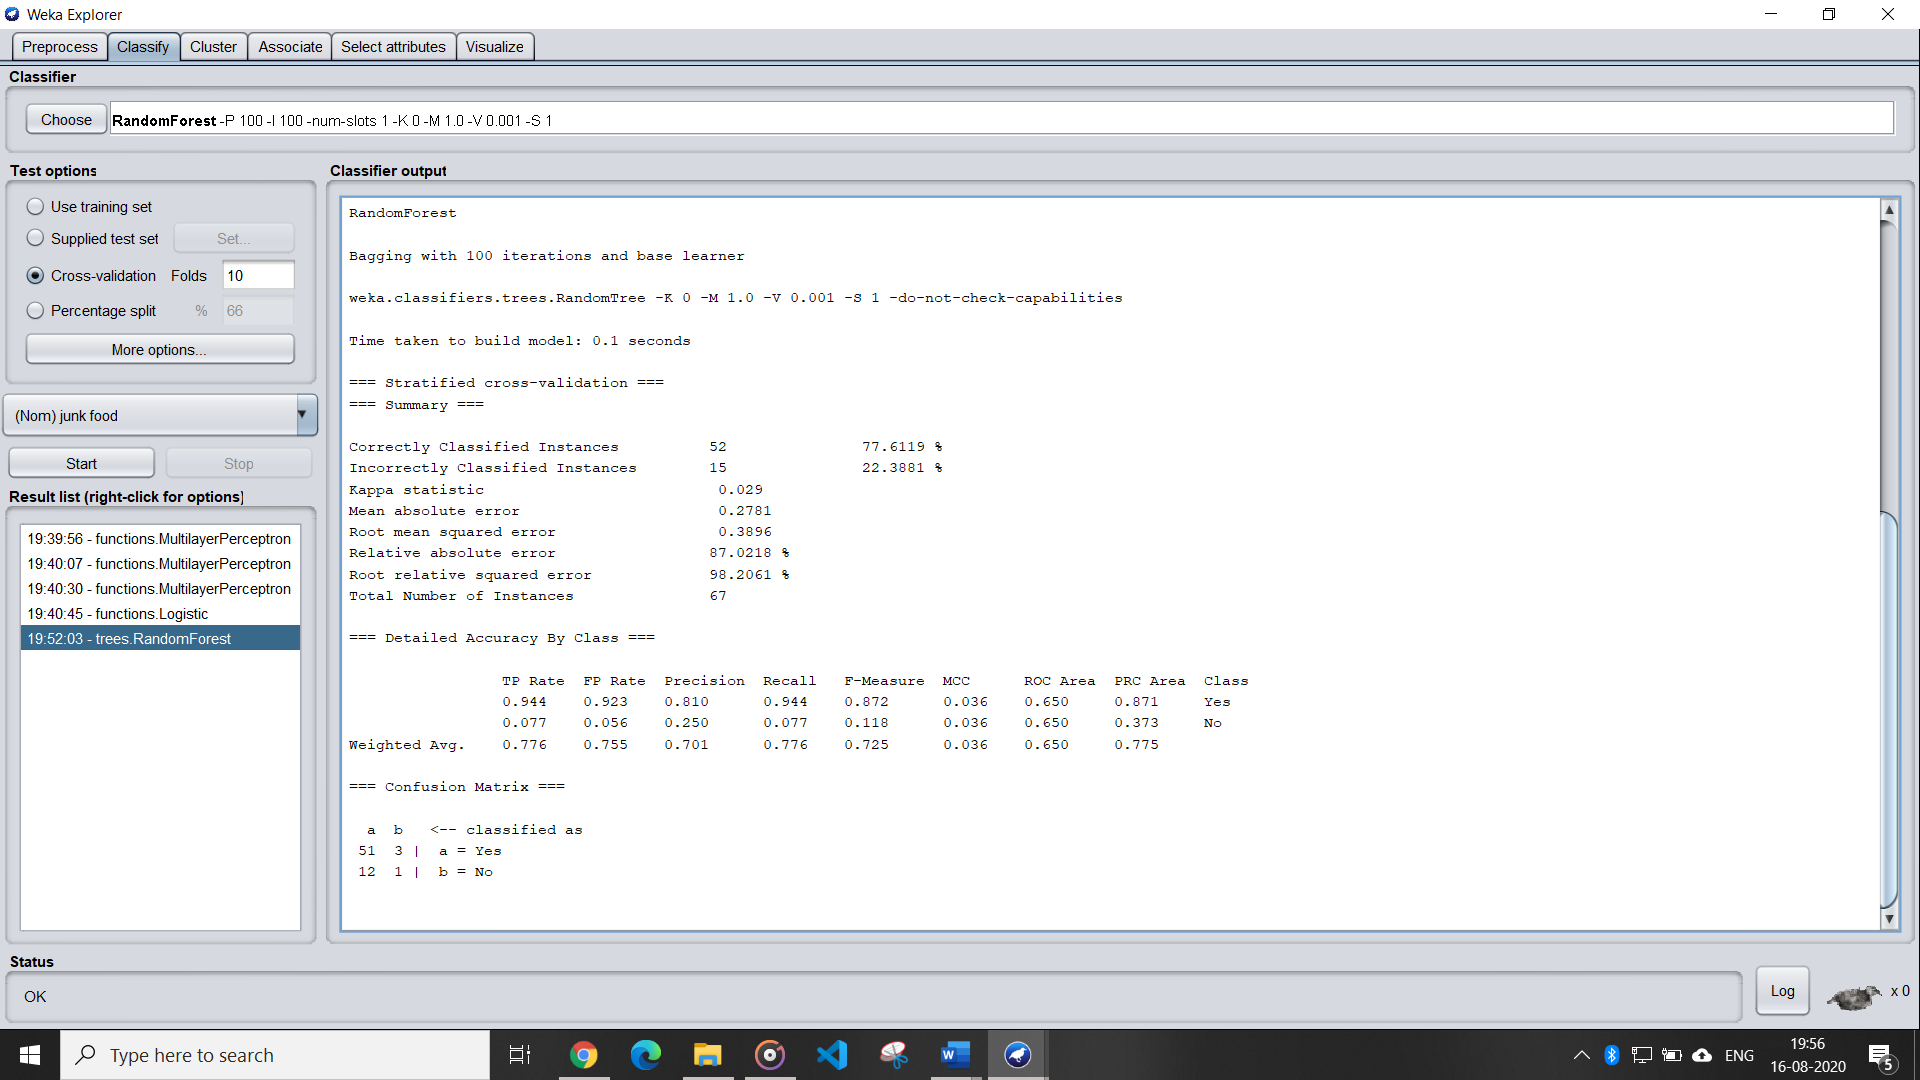 Weka Explorer
Preprocess Classify Cluster Associate Select attributes Visualize
Classifier
Choose RandomForest -P 100 -I 100 -num-slots 1 -K 0 -M 1.0 -V 0.001 -S 1
Test options
Use training set
Supplied test set Set...
Cross-validation Folds 10
Percentage split % 66
More options...
(Nom) junk food
Start Stop
Result list (right-click for options)
19:39:56 - functions.MultilayerPerceptron
19:40:07 - functions.MultilayerPerceptron
19:40:30 - functions.MultilayerPerceptron
19:40:45 - functions.Logistic
19:52:03 - trees.RandomForest
Classifier output
RandomForest
Bagging with 100 iterations and base learner
weka.classifiers.trees.RandomTree -K 0 -M 1.0 -V 0.001 -S 1 -do-not-check-capabilities
Time taken to build model: 0.1 seconds
=== Stratified cross-validation ===
=== Summary ===
Correctly Classified Instances 52 77.6119 %
Incorrectly Classified Instances 15 22.3881 %
Kappa statistic 0.029
Mean absolute error 0.2781
Root mean squared error 0.3896
Relative absolute error 87.0218 %
Root relative squared error 98.2061 %
Total Number of Instances 67
=== Detailed Accuracy By Class ===
TP Rate FP Rate Precision Recall F-Measure MCC ROC Area PRC Area Class
0.944 0.923 0.810 0.944 0.872 0.036 0.650 0.871 Yes
0.077 0.056 0.250 0.077 0.118 0.036 0.650 0.373 No
Weighted Avg. 0.776 0.755 0.701 0.776 0.725 0.036 0.650 0.775
=== Confusion Matrix ===
a b <-- classified as
51 3 | a = Yes
12 1 | b = No
Status
OK
Log
x 0
Type here to search
ENG
19:56
16-08-2020
5